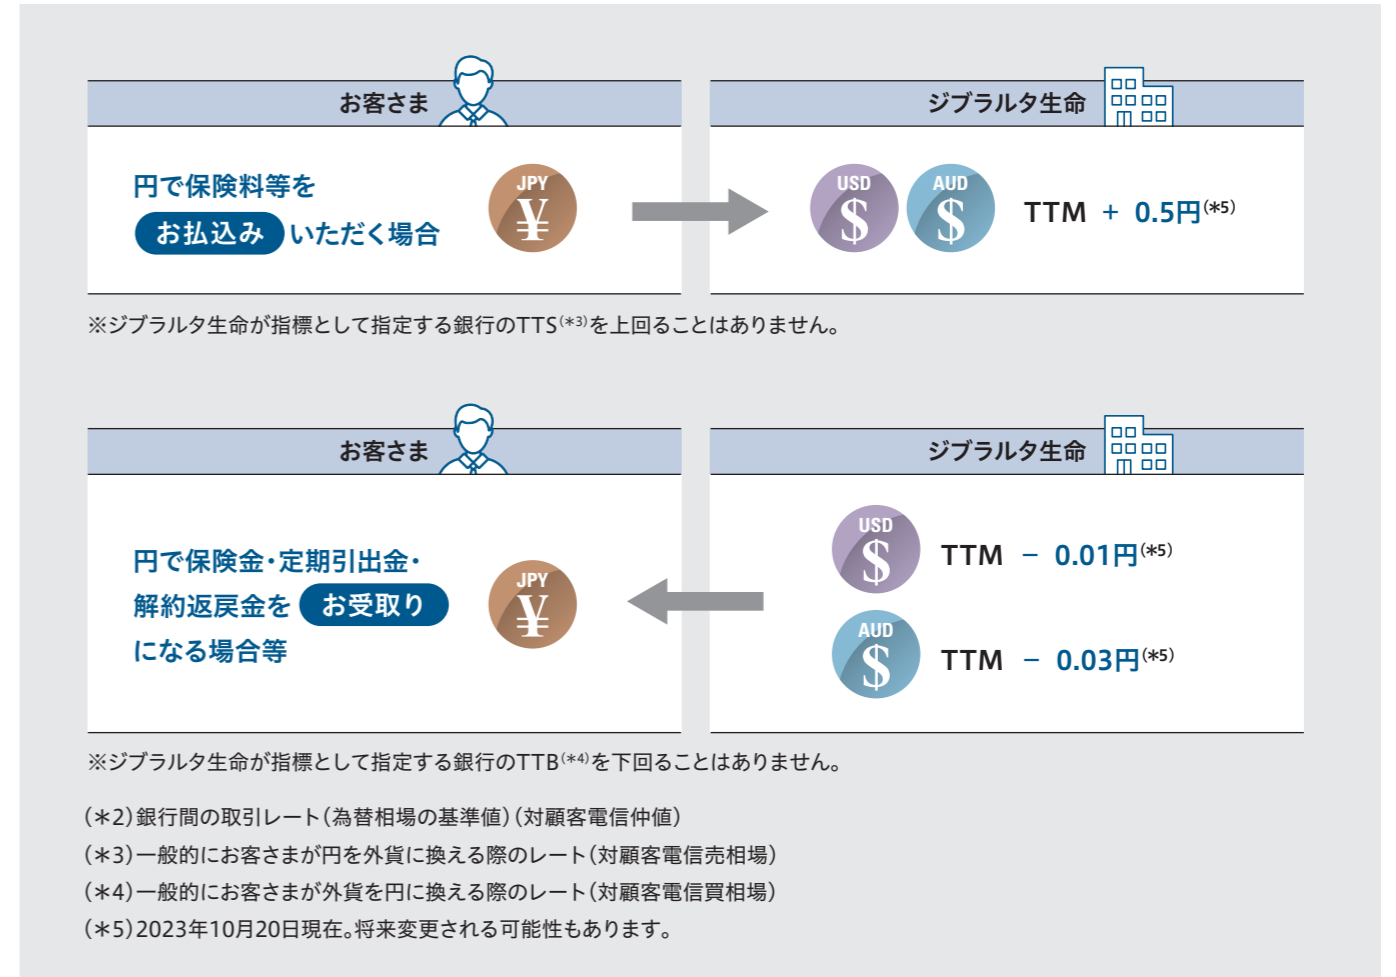 お客さま
ジブラルタ生命
円で保険料等を
お払込み いただく場合
JPY
¥
USD
$
AUD
$
TTM + 0.5円(*5)
※ジブラルタ生命が指標として指定する銀行のTTS(*3)を上回ることはありません。
お客さま
ジブラルタ生命
円で保険金・定期引出金・
解約返戻金を お受取り
になる場合等
JPY
¥
USD
$
TTM − 0.01円(*5)
AUD
$
TTM − 0.03円(*5)
※ジブラルタ生命が指標として指定する銀行のTTB(*4)を下回ることはありません。
(*2)銀行間の取引レート(為替相場の基準値)(対顧客電信仲値)
(*3)一般的にお客さまが円を外貨に換える際のレート(対顧客電信売相場)
(*4)一般的にお客さまが外貨を円に換える際のレート(対顧客電信買相場)
(*5)2023年10月20日現在。将来変更される可能性もあります。